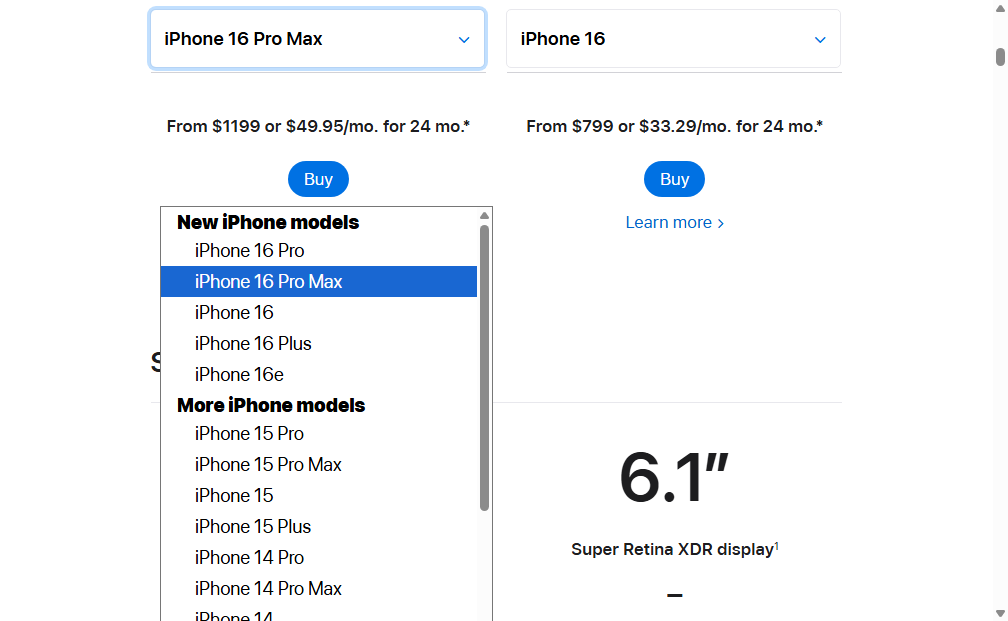 iPhone 16 Pro Max
iPhone 16
From $1199 or $49.95/mo. for 24 mo.*
From $799 or $33.29/mo. for 24 mo.*
Buy
Buy
Learn more >
New iPhone models
iPhone 16 Pro
iPhone 16 Pro Max
iPhone 16
iPhone 16 Plus
iPhone 16e
More iPhone models
iPhone 15 Pro
iPhone 15 Pro Max
iPhone 15
iPhone 15 Plus
iPhone 14 Pro
iPhone 14 Pro Max
iPhone 14
6.1″
Super Retina XDR display¹
–